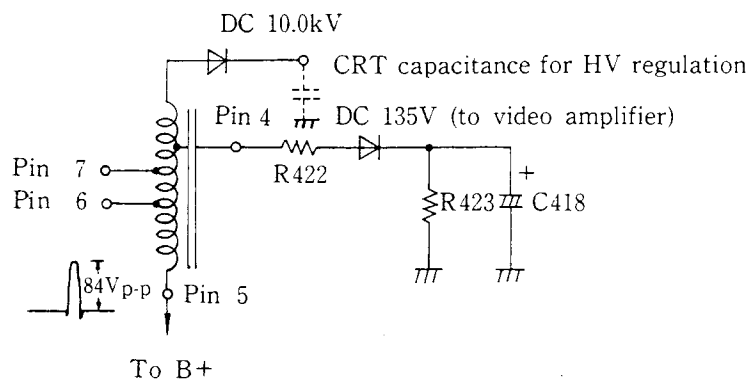 DC 10.0kV
CRT capacitance for HV regulation
Pin 4
DC 135V (to video amplifier)
Pin 7
R422
Pin 6
R423
+
C418
84Vp-p
Pin 5
To B+